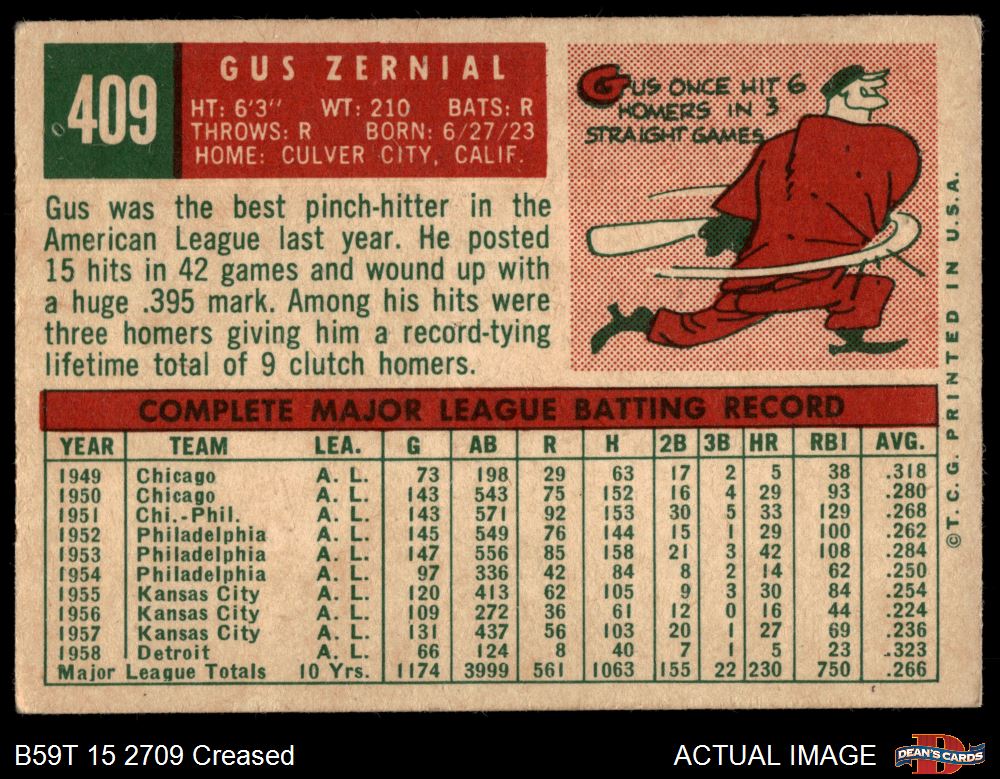 409
GUS ZERNIAL
HT: 6'3" WT: 210 BATS: R
THROWS: R BORN: 6/27/23
HOME: CULVER CITY, CALIF.
GUS ONCE HIT 6
HOMERS IN 3
STRAIGHT GAMES
Gus was the best pinch-hitter in the
American League last year. He posted
15 hits in 42 games and wound up with
a huge .395 mark. Among his hits were
three homers giving him a record-tying
lifetime total of 9 clutch homers.
COMPLETE MAJOR LEAGUE BATTING RECORD
YEAR TEAM LEA. G AB R H 2B 3B HR RBI AVG.
1949 Chicago A. L. 73 198 29 63 17 2 5 38 .318
1950 Chicago A. L. 143 543 75 152 16 4 29 93 .280
1951 Chi.-Phil. A. L. 143 571 92 153 30 5 33 129 .268
1952 Philadelphia A. L. 145 549 76 144 15 1 29 100 .262
1953 Philadelphia A. L. 147 556 85 158 21 3 42 108 .284
1954 Philadelphia A. L. 97 336 42 84 8 2 14 62 .250
1955 Kansas City A. L. 120 413 62 105 9 3 30 84 .254
1956 Kansas City A. L. 109 272 36 61 12 0 16 44 .224
1957 Kansas City A. L. 131 437 56 103 20 1 27 69 .236
1958 Detroit A. L. 66 124 8 40 7 1 5 23 .323
Major League Totals 10 Yrs. 1174 3999 561 1063 155 22 230 750 .266
©T. C. G. PRINTED IN U.S.A.
B59T 15 2709 Creased
ACTUAL IMAGE
DEAN'S CARDS